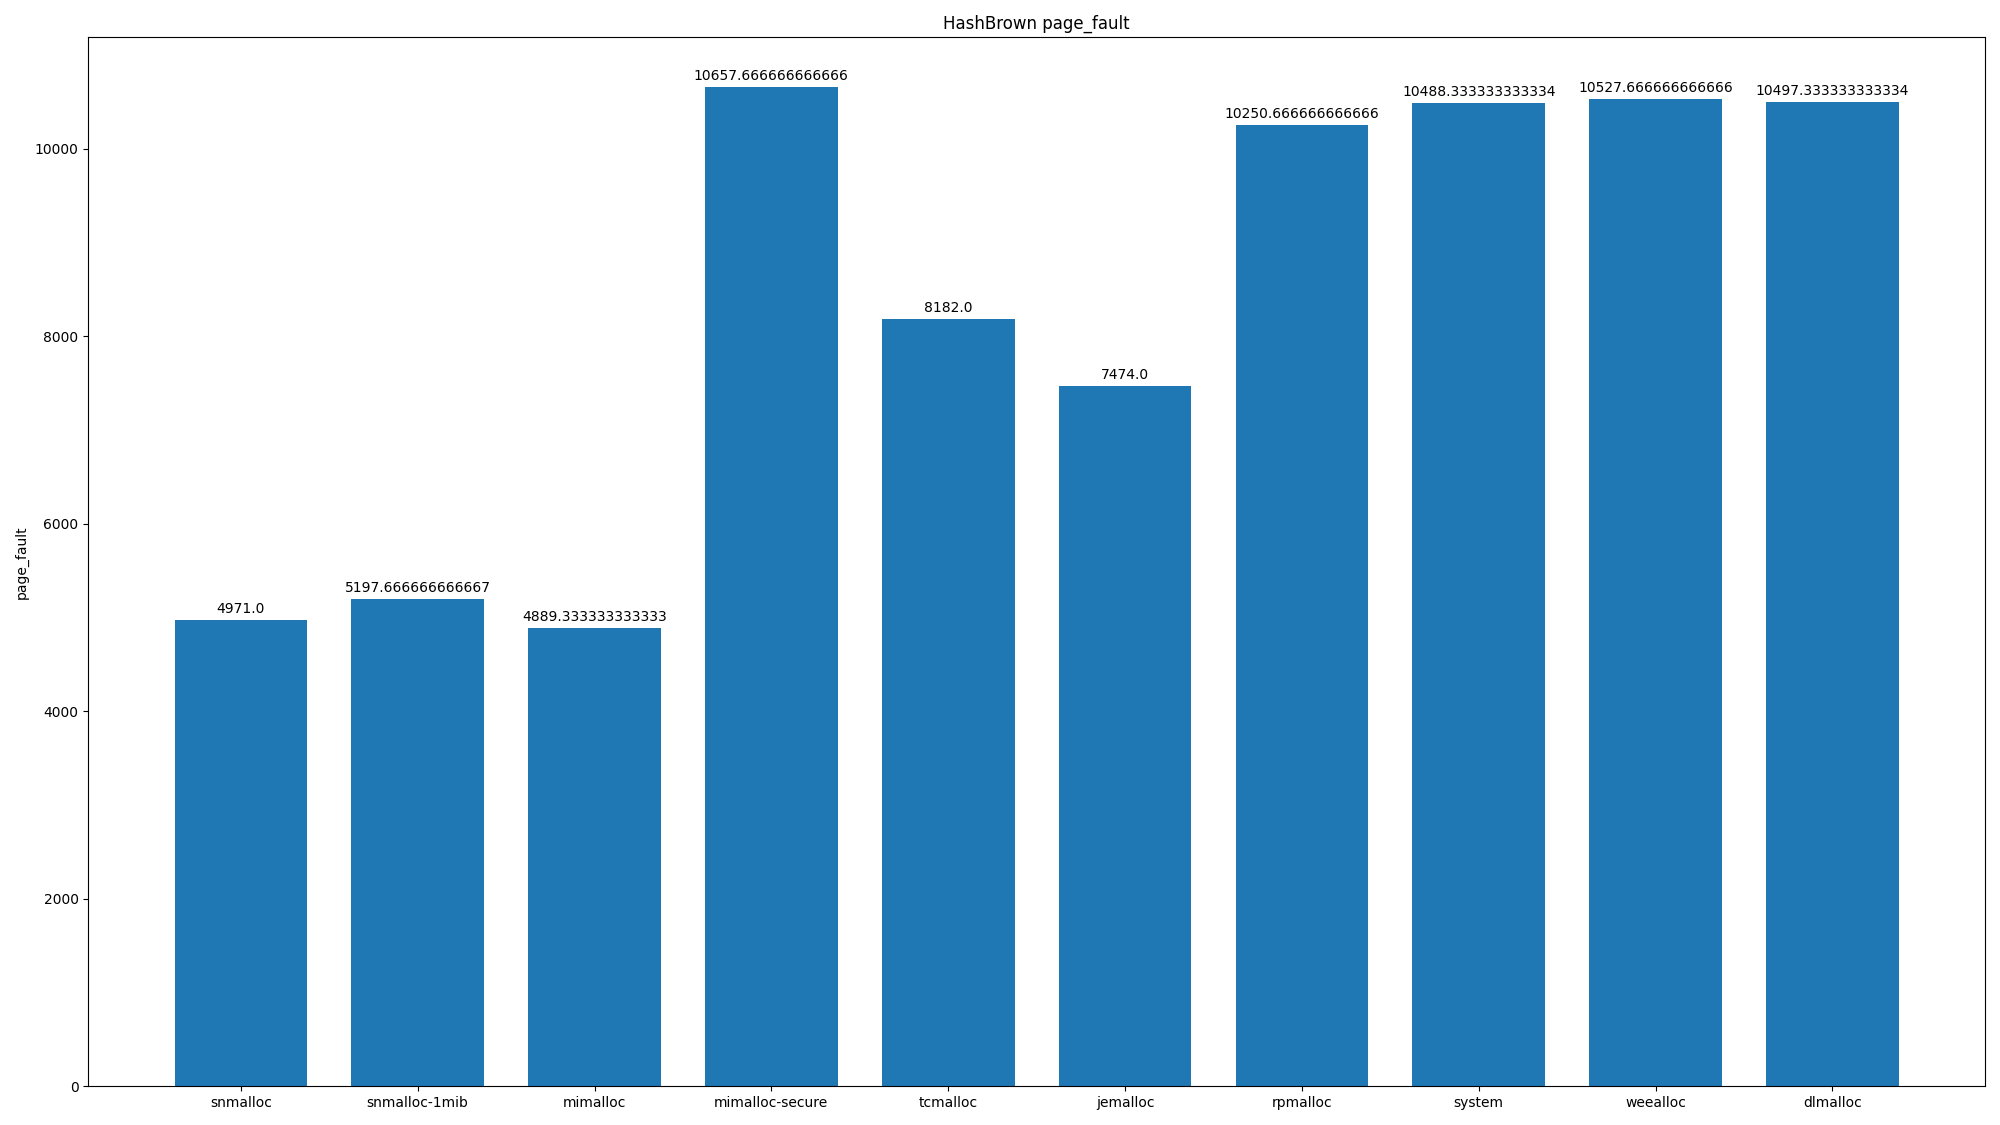 HashBrown page_fault
page_fault
10000
8000
6000
4000
2000
0
4971.0
5197.666666666667
4889.333333333333
10657.666666666666
8182.0
7474.0
10250.666666666666
10488.333333333334
10527.666666666666
10497.333333333334
snmalloc
snmalloc-1mib
mimalloc
mimalloc-secure
tcmalloc
jemalloc
rpmalloc
system
weealloc
dlmalloc